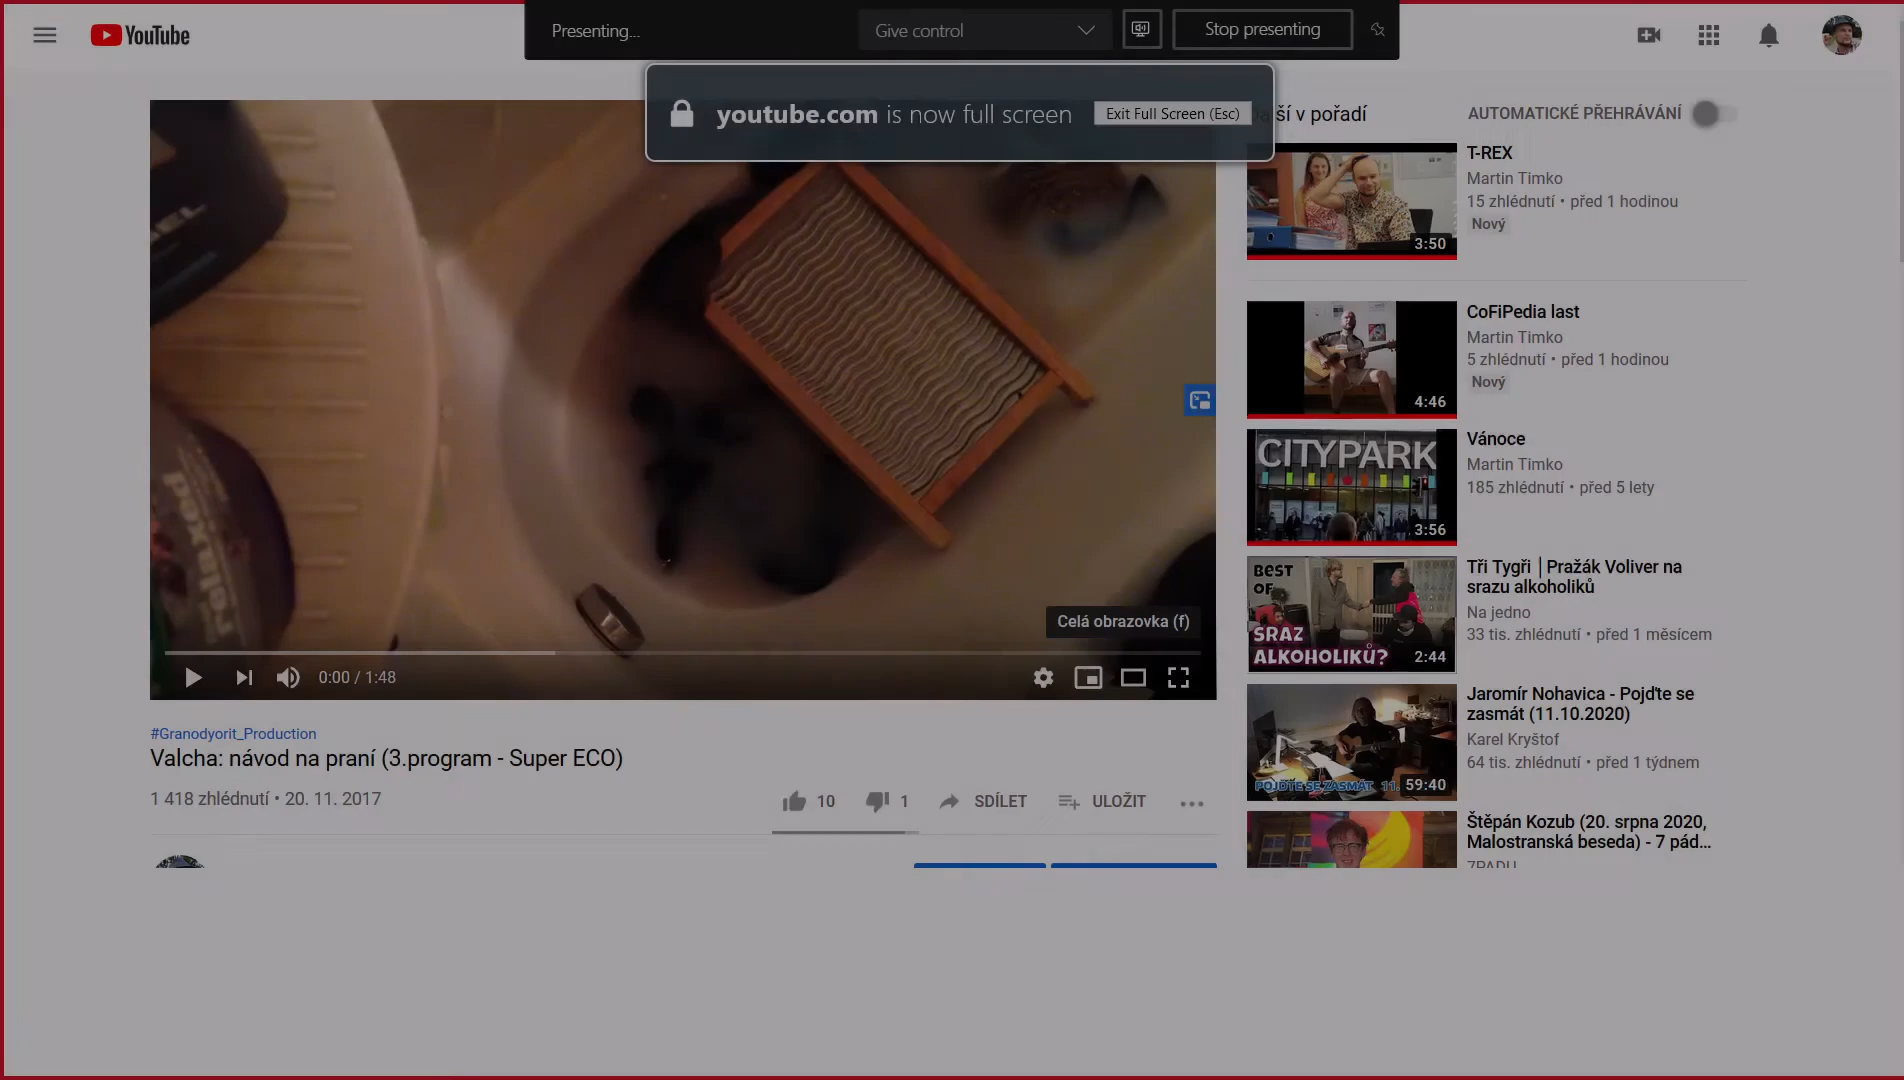 YouTube
Presenting...
Give control
Stop presenting
youtube.com is now full screen
Exit Full Screen (Esc)
ší v pořadí
AUTOMATICKÉ PŘEHRÁVÁNÍ
3:50
T-REX
Martin Timko
15 zhlédnutí • před 1 hodinou
Nový
4:46
CoFiPedia last
Martin Timko
5 zhlédnutí • před 1 hodinou
Nový
CITYPARK
3:56
Vánoce
Martin Timko
185 zhlédnutí • před 5 lety
BEST
OF
SRAZ
ALKOHOLIKŮ?
2:44
Tři Tygři | Pražák Voliver na
srazu alkoholiků
Na jedno
33 tis. zhlédnutí • před 1 měsícem
POJĎTE SE ZASMÁT 11.
59:40
Jaromír Nohavica - Pojďte se
zasmát (11.10.2020)
Karel Kryštof
64 tis. zhlédnutí • před 1 týdnem
Štěpán Kozub (20. srpna 2020,
Malostranská beseda) - 7 pád...
7PADU
Celá obrazovka (f)
0:00 / 1:48
#Granodyorit_Production
Valcha: návod na praní (3.program - Super ECO)
1 418 zhlédnutí • 20. 11. 2017
10
1
SDÍLET
ULOŽIT